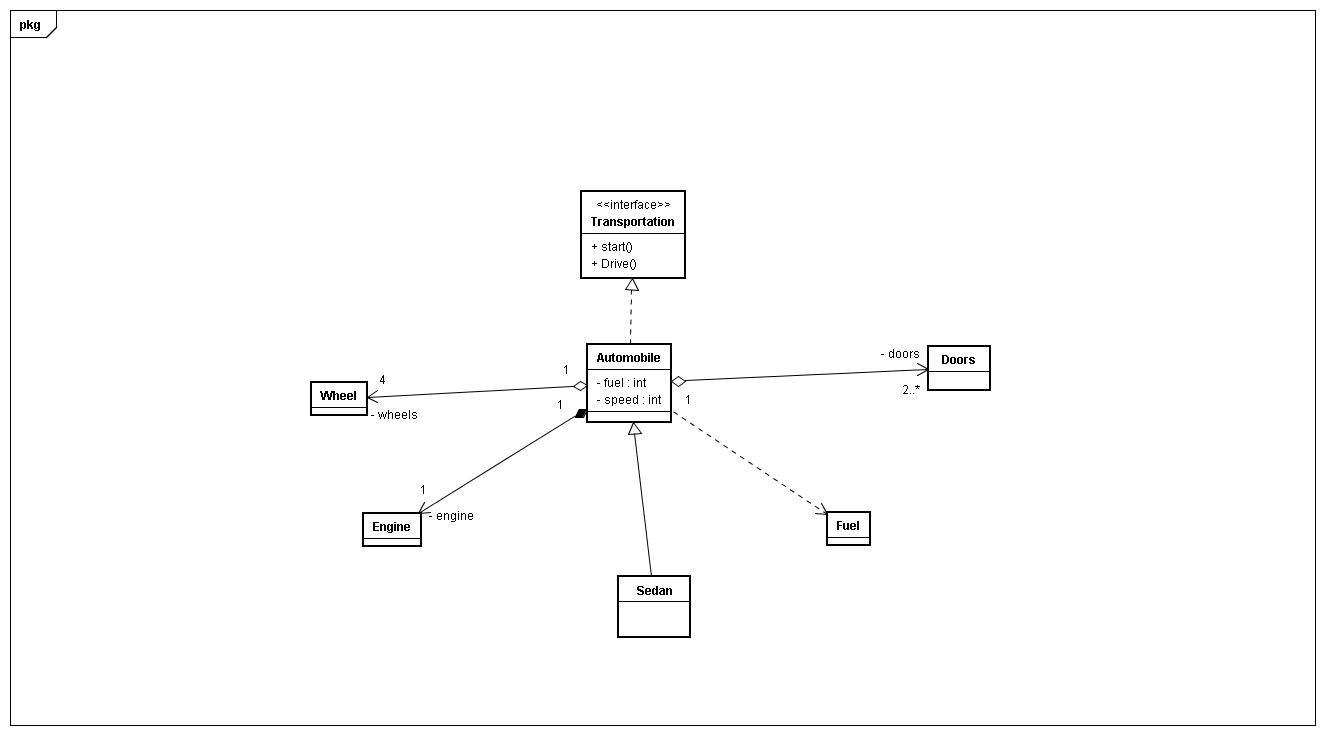 pkg
<<interface>>
Transportation
+ start()
+ Drive()
Automobile
- fuel : int
- speed : int
1
4
Wheel
- wheels
1
- doors
Doors
2..*
1
1
Engine
- engine
Fuel
Sedan